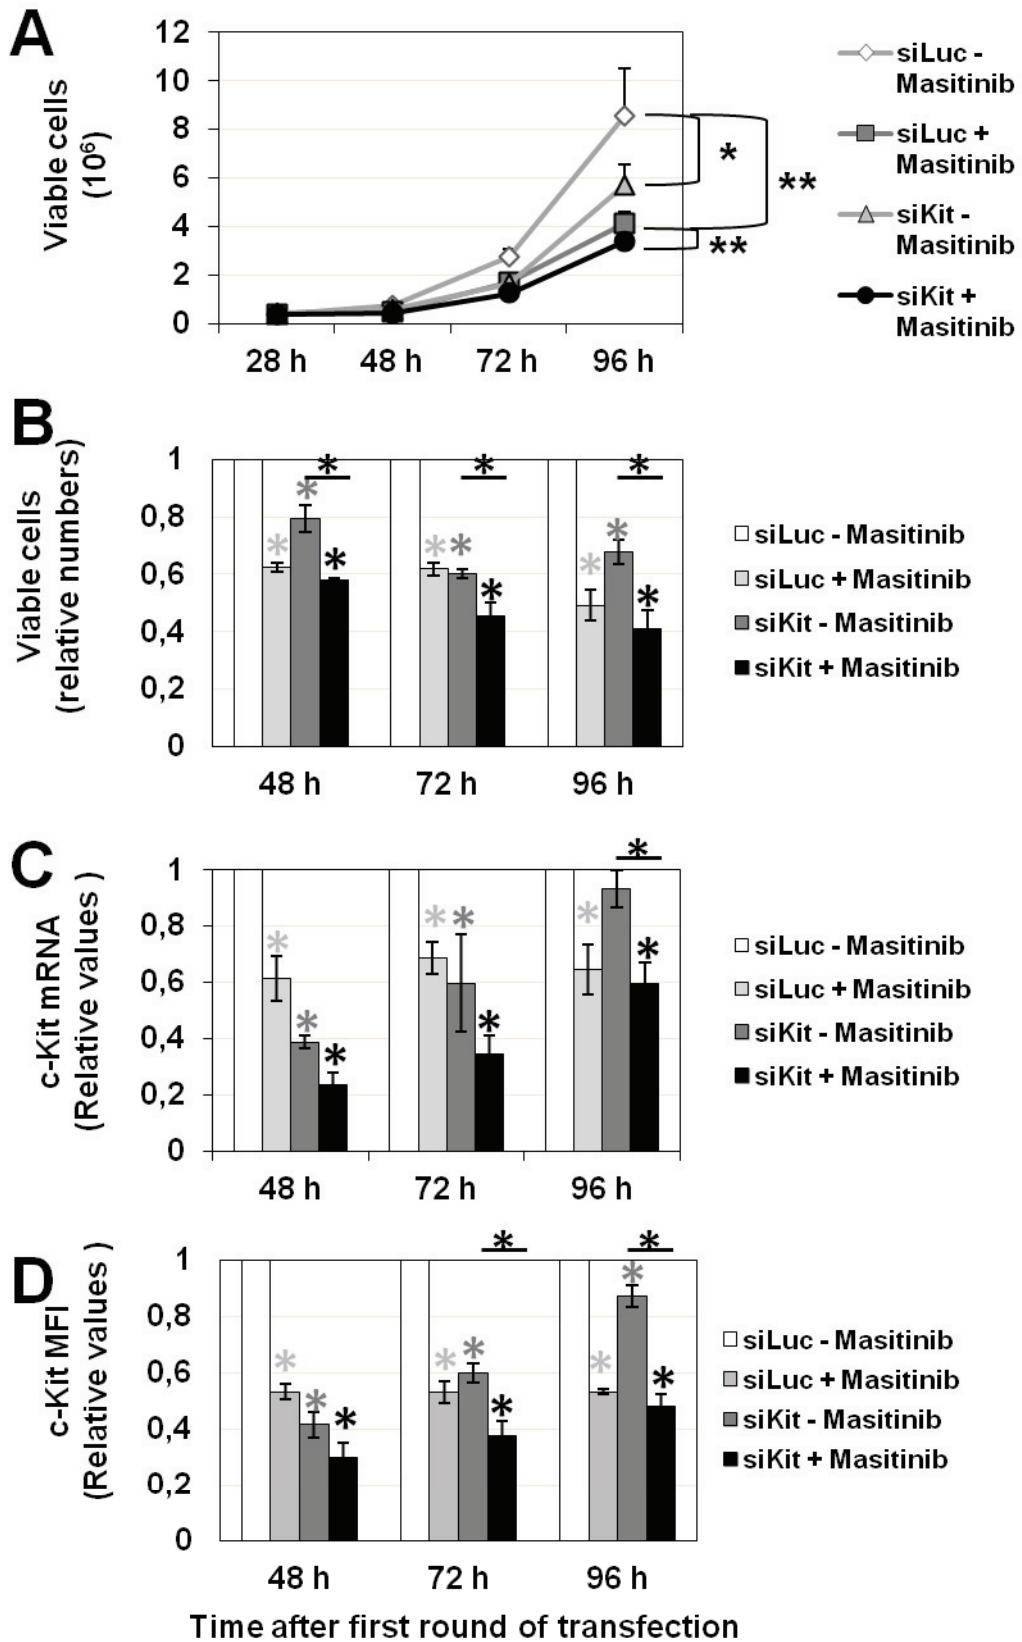 A
Viable cells
(10⁶)
12
10
8
6
4
2
0
28 h 48 h 72 h 96 h
*
**
**
siLuc -
Masitinib
siLuc +
Masitinib
siKit -
Masitinib
siKit +
Masitinib
B
Viable cells
(relative numbers)
1
0,8
0,6
0,4
0,2
0
* * *
* * *
* * *
* * *
48 h 72 h 96 h
siLuc - Masitinib
siLuc + Masitinib
siKit - Masitinib
siKit + Masitinib
C
c-Kit mRNA
(Relative values )
1
0,8
0,6
0,4
0,2
0
*
* * *
* * *
* *
48 h 72 h 96 h
siLuc - Masitinib
siLuc + Masitinib
siKit - Masitinib
siKit + Masitinib
D
c-Kit MFI
(Relative values )
1
0,8
0,6
0,4
0,2
0
* *
* * *
* * *
* * *
48 h 72 h 96 h
siLuc - Masitinib
siLuc + Masitinib
siKit - Masitinib
siKit + Masitinib
Time after first round of transfection